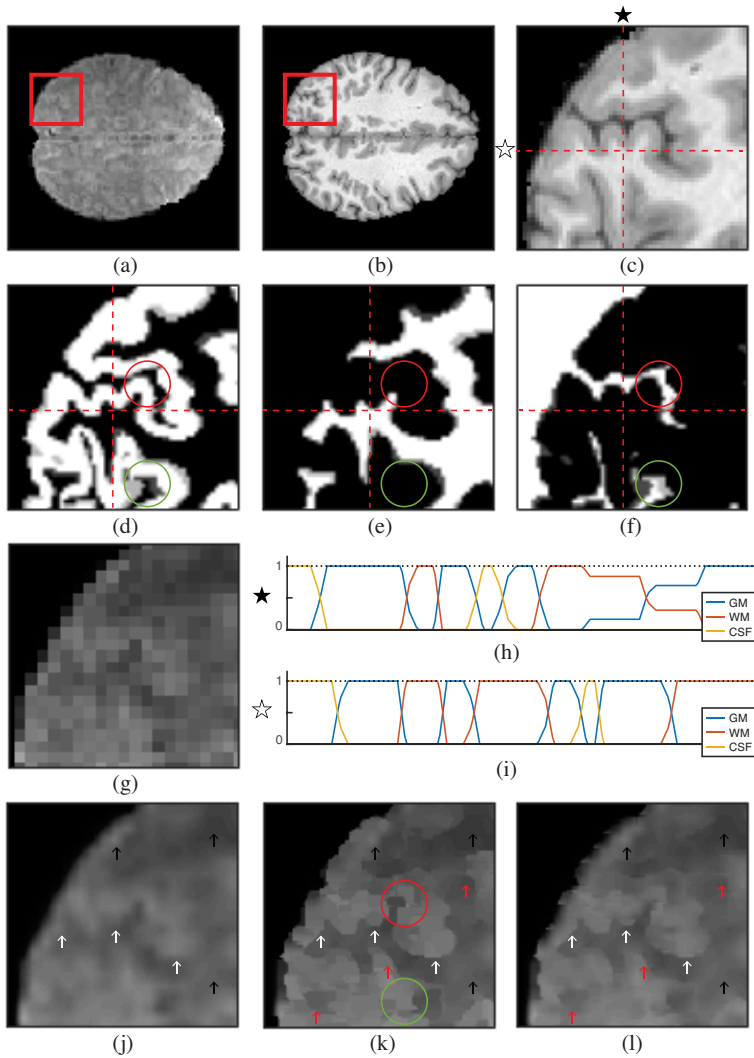 (a)
(b)
(c)
(d)
(e)
(f)
(g)
1
0
GM
WM
CSF
(h)
1
0
GM
WM
CSF
(i)
(j)
(k)
(l)